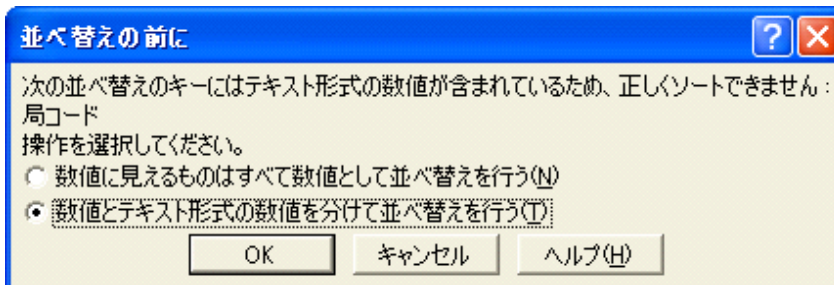 並べ替えの前に
次の並べ替えのキーにはテキスト形式の数値が含まれているため、正しくソートできません：
局コード
操作を選択してください。
数値に見えるものはすべて数値として並べ替えを行う(N)
数値とテキスト形式の数値を分けて並べ替えを行う(T)
OK キャンセル ヘルプ(H)